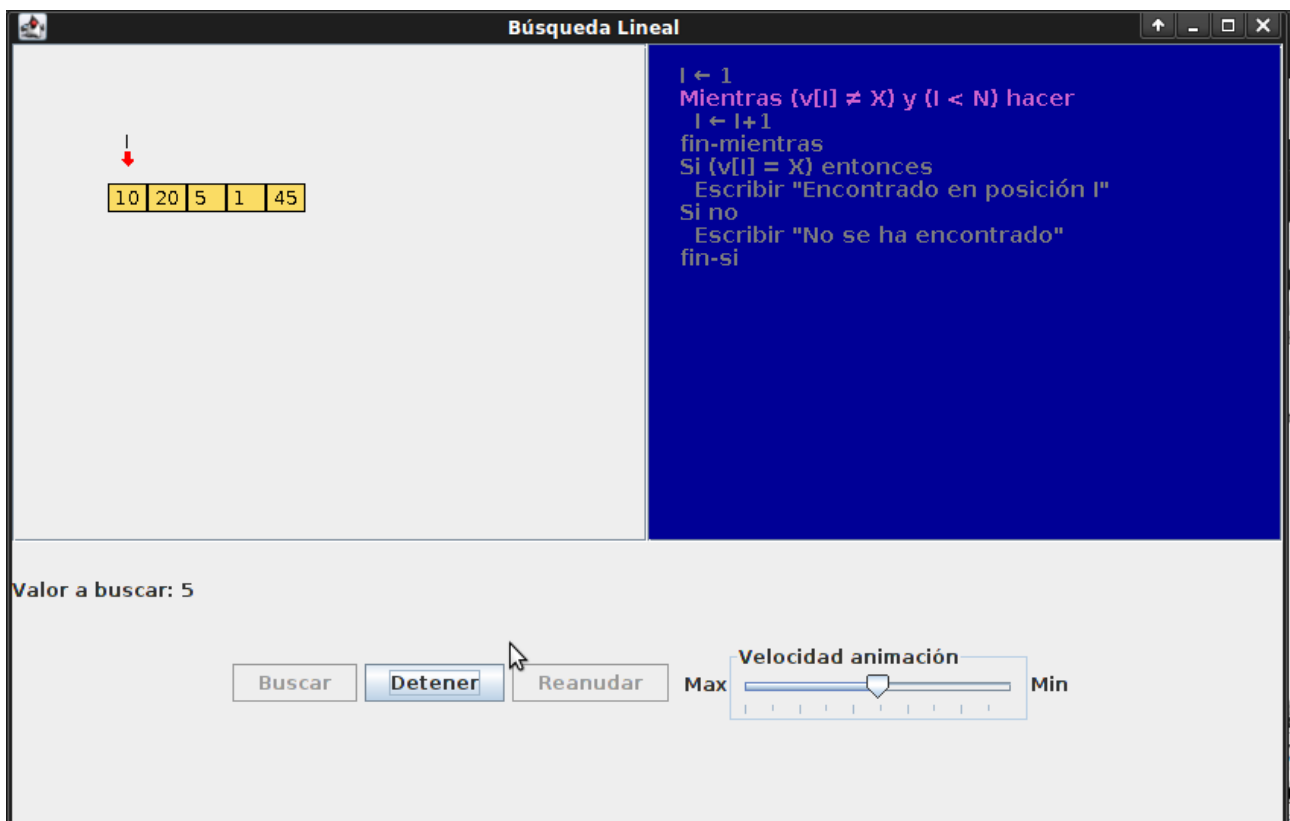 Búsqueda Lineal
I
10 20 5 1 45
I ← 1
Mientras (v[I] ≠ X) y (I < N) hacer
I ← I+1
fin-mientras
Si (v[I] = X) entonces
Escribir "Encontrado en posición I"
Si no
Escribir "No se ha encontrado"
fin-si
Valor a buscar: 5
Velocidad animación
Buscar Detener Reanudar Max Min